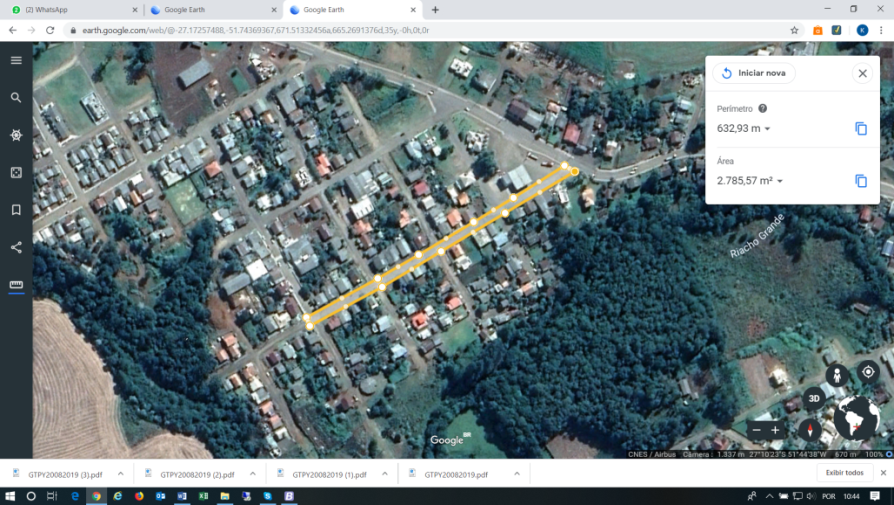 (2) WhatsApp
Google Earth
Google Earth
earth.google.com/web/@-27.17257488,-51.74369367,671.51332456a,665.2691376d,35y,-0h,0t,0r
K
Iniciar nova
Perímetro
632,93 m
Área
2.785,57 m²
Riacho Grande
3D
Google
CNES / Airbus Câmera: 1.337 m 27°10'23"S 51°44'38"W 670 m 100%
GTPY20082019 (3).pdf
GTPY20082019 (2).pdf
GTPY20082019 (1).pdf
GTPY20082019.pdf
Exibir todos
POR
10:44